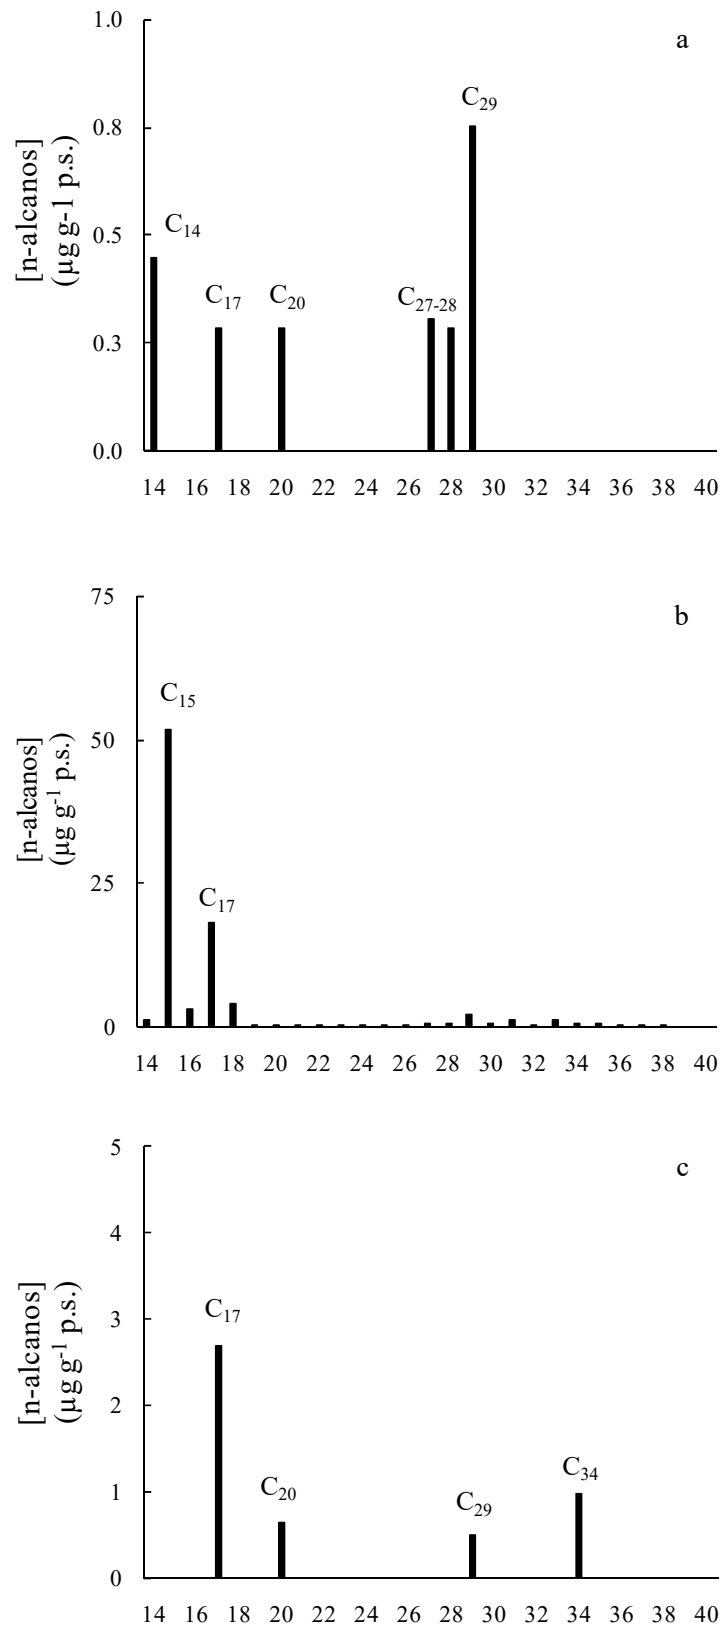 a
1.0
0.8
0.5
0.3
0.0
[n-alcanos]
(µg g-1 p.s.)
C14
C17
C20
C27-28
C29
14 16 18 20 22 24 26 28 30 32 34 36 38 40
b
75
50
25
0
[n-alcanos]
(µg g-1 p.s.)
C15
C17
14 16 18 20 22 24 26 28 30 32 34 36 38 40
c
5
4
3
2
1
0
[n-alcanos]
(µg g-1 p.s.)
C17
C20
C29
C34
14 16 18 20 22 24 26 28 30 32 34 36 38 40